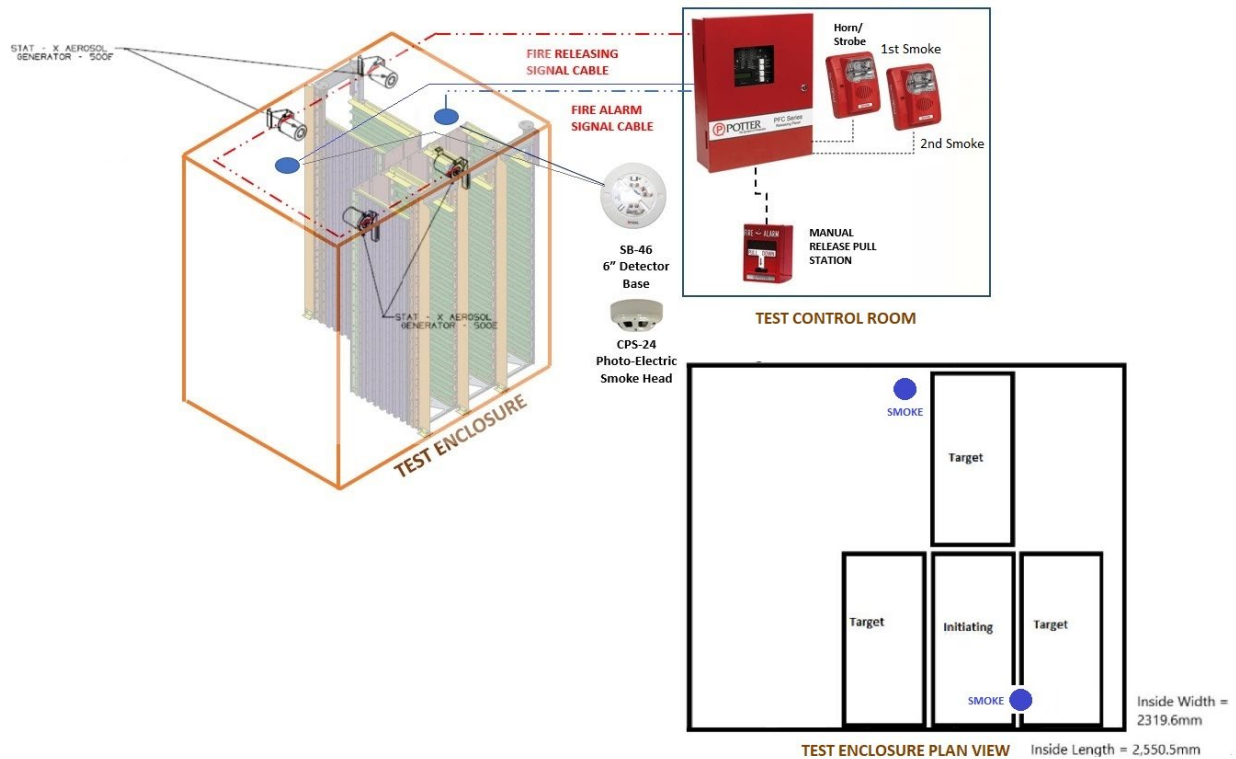 STAT - X AEROSOL
GENERATOR - 500E
FIRE RELEASING
SIGNAL CABLE
FIRE ALARM
SIGNAL CABLE
STAT - X AEROSOL
GENERATOR - 500E
TEST ENCLOSURE
SB-46
6” Detector
Base
CPS-24
Photo-Electric
Smoke Head
POTTER
PFC Series
Releasing Panel
Horn/
Strobe
1st Smoke
2nd Smoke
FIRE ALARM
PULL DOWN
MANUAL
RELEASE PULL
STATION
TEST CONTROL ROOM
SMOKE
Target
Target
Initiating
Target
SMOKE
Inside Width =
2319.6mm
TEST ENCLOSURE PLAN VIEW
Inside Length = 2,550.5mm